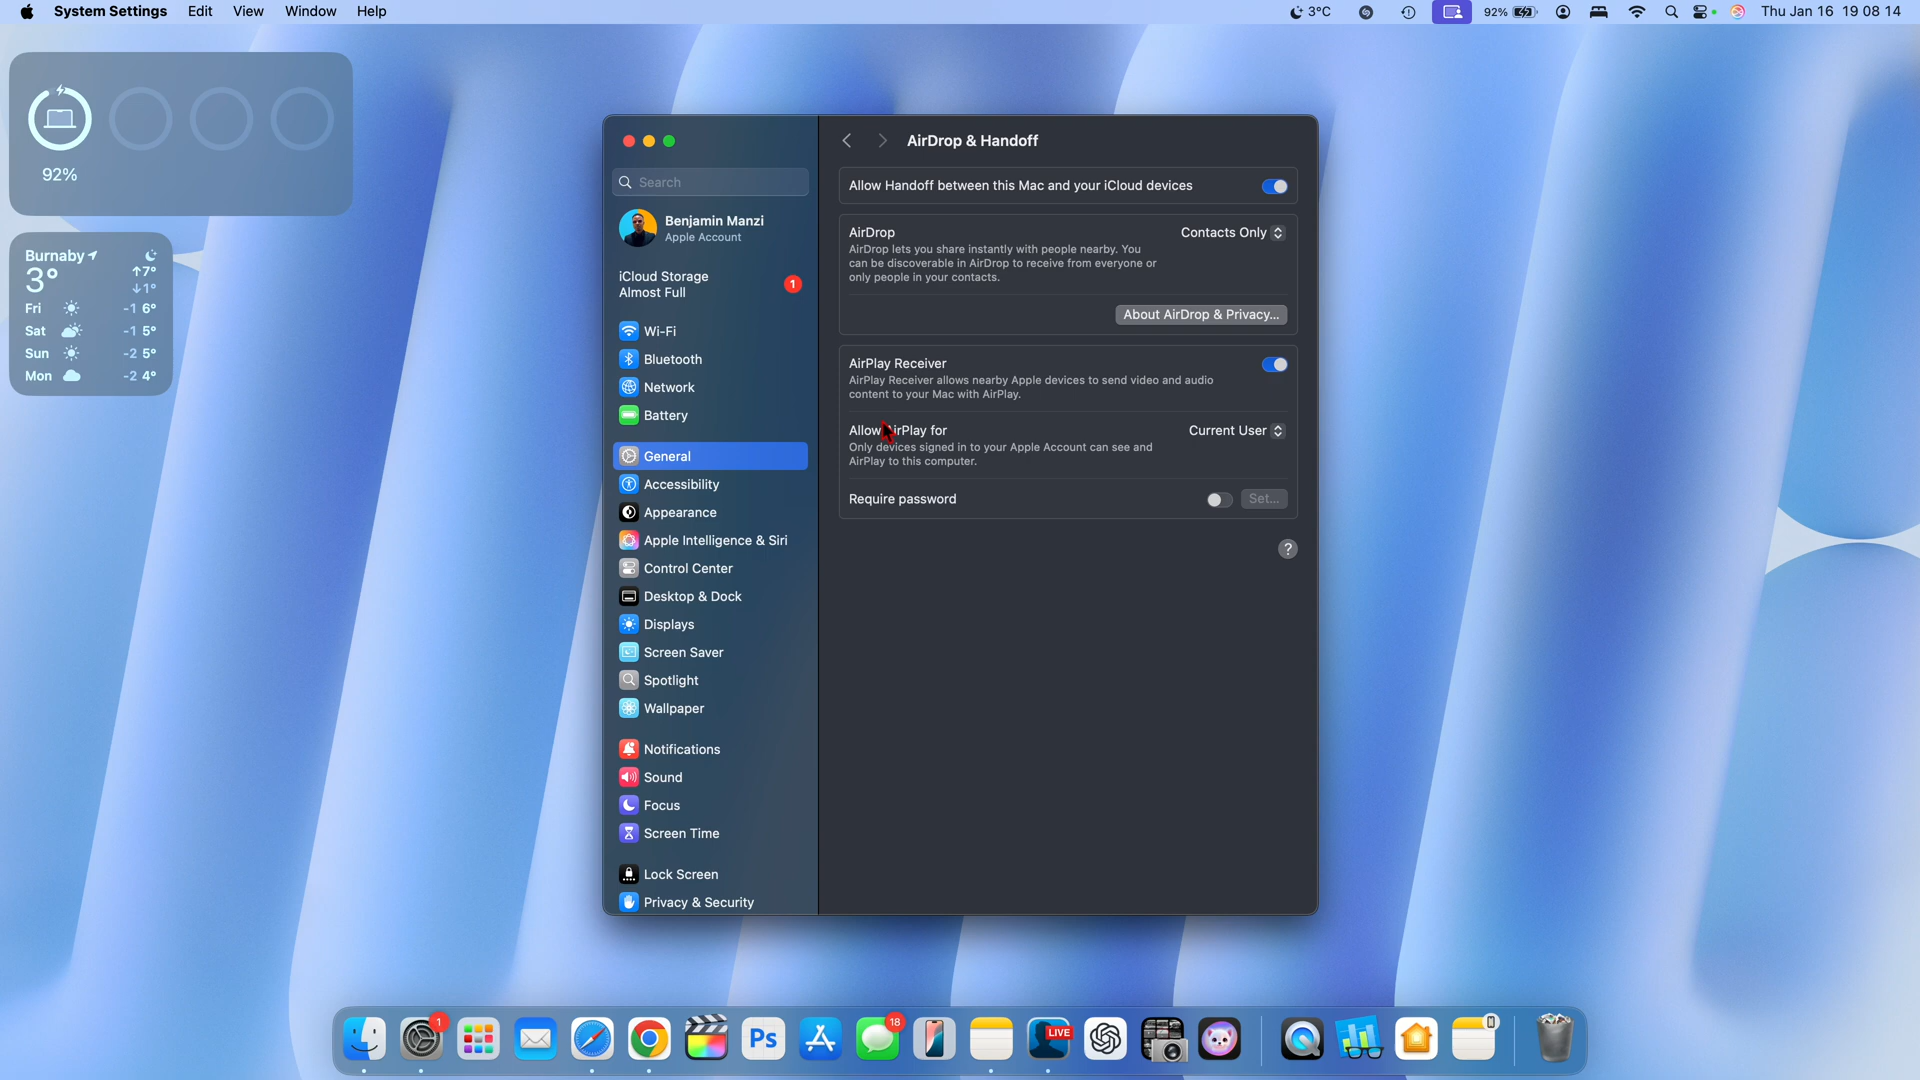 System Settings Edit View Window Help
3°C 92% Thu Jan 16 19 08 14
92%
Burnaby
3° ↑7°
↓1°
Fri -1 6°
Sat -1 5°
Sun -2 5°
Mon -2 4°
Search
Benjamin Manzi
Apple Account
iCloud Storage
Almost Full
1
Wi-Fi
Bluetooth
Network
Battery
General
Accessibility
Appearance
Apple Intelligence & Siri
Control Center
Desktop & Dock
Displays
Screen Saver
Spotlight
Wallpaper
Notifications
Sound
Focus
Screen Time
Lock Screen
Privacy & Security
AirDrop & Handoff
Allow Handoff between this Mac and your iCloud devices
AirDrop Contacts Only
AirDrop lets you share instantly with people nearby. You
can be discoverable in AirDrop to receive from everyone or
only people in your contacts.
About AirDrop & Privacy...
AirPlay Receiver
AirPlay Receiver allows nearby Apple devices to send video and audio
content to your Mac with AirPlay.
Allow AirPlay for Current User
Only devices signed in to your Apple Account can see and
AirPlay to this computer.
Require password Set...
?
1 Ps 18 LIVE